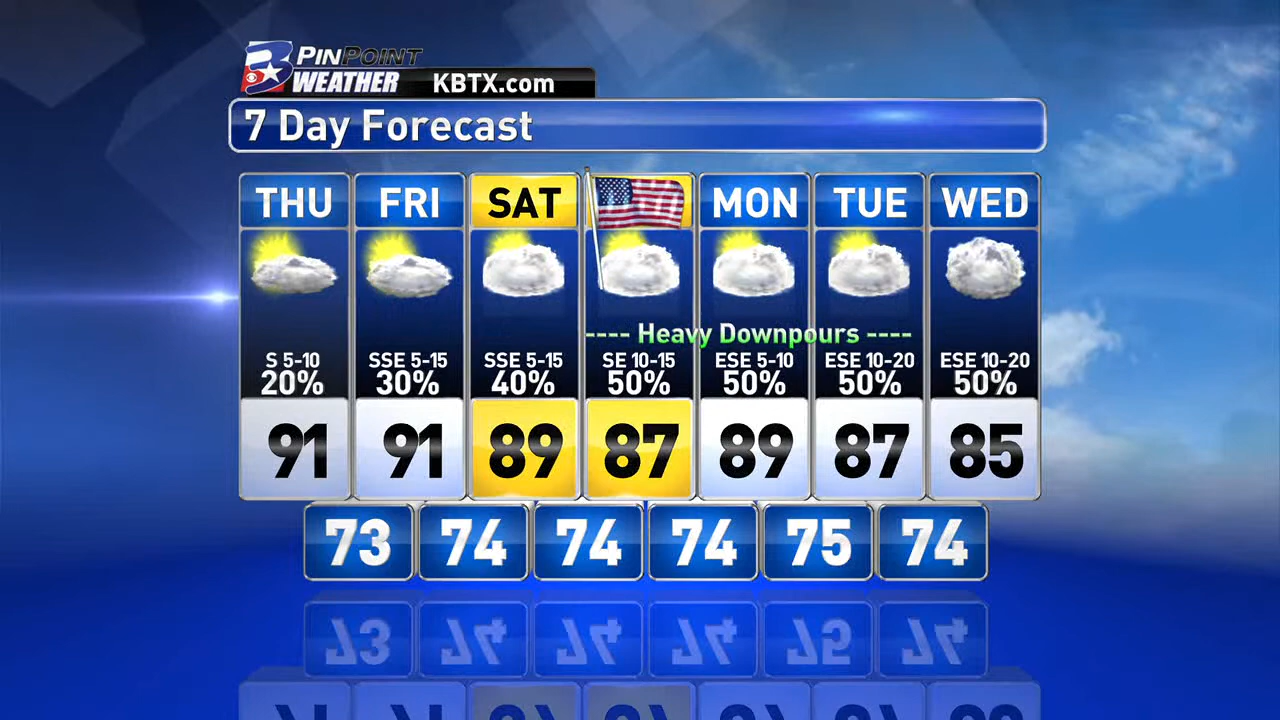 PINPOINT
WEATHER KBTX.com
7 Day Forecast
THU FRI SAT MON TUE WED
---- Heavy Downpours ----
S 5-10 SSE 5-15 SSE 5-15 SE 10-15 ESE 5-10 ESE 10-20 ESE 10-20
20% 30% 40% 50% 50% 50% 50%
91 91 89 87 89 87 85
73 74 74 74 75 74